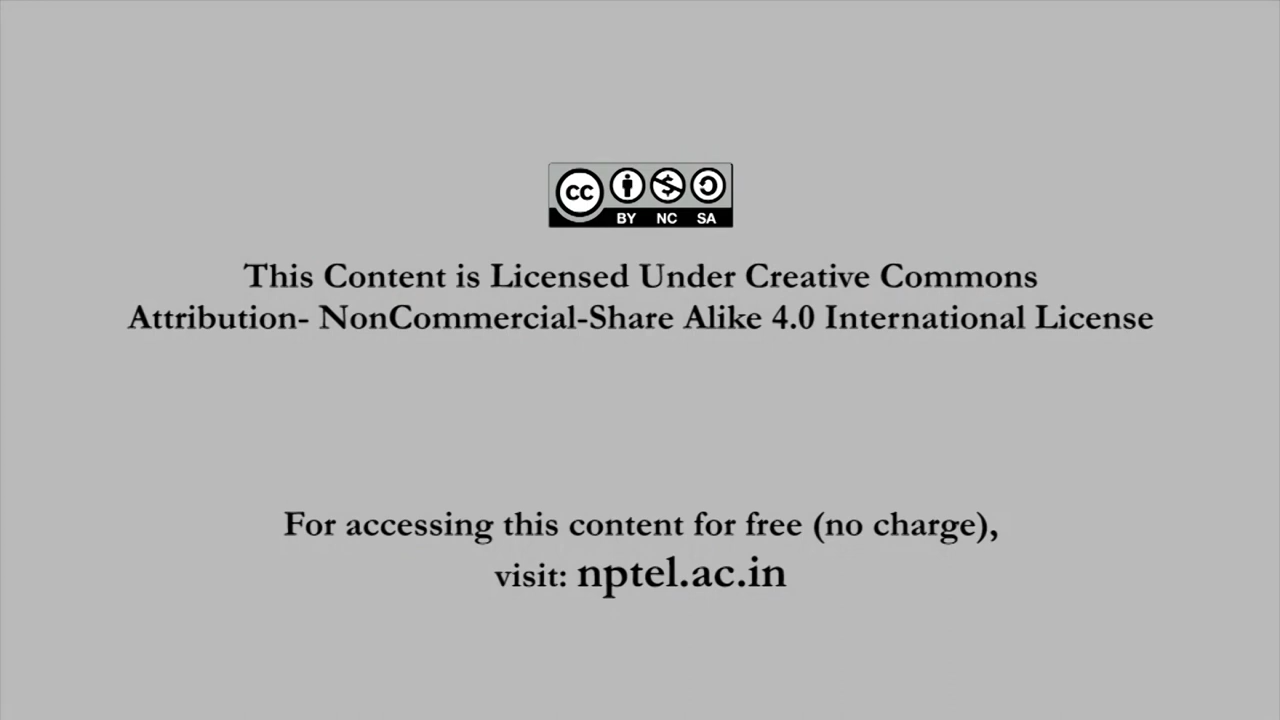 cc
BY NC SA
This Content is Licensed Under Creative Commons
Attribution- NonCommercial-Share Alike 4.0 International License
For accessing this content for free (no charge),
visit: nptel.ac.in